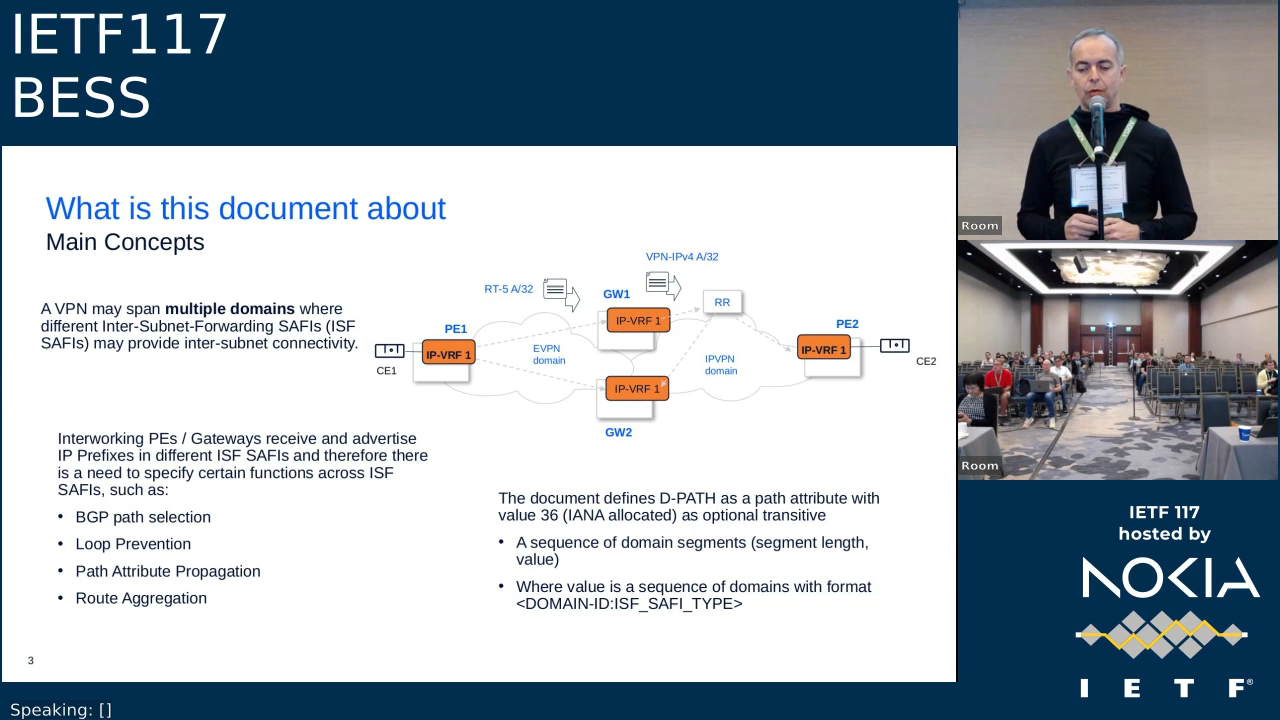 IETF117
BESS
What is this document about
Main Concepts
A VPN may span multiple domains where
different Inter-Subnet-Forwarding SAFIs (ISF
SAFIs) may provide inter-subnet connectivity.
VPN-IPv4 A/32
RT-5 A/32
GW1
RR
IP-VRF 1
PE1
PE2
IP-VRF 1
EVPN
domain
IPVPN
domain
IP-VRF 1
CE1
CE2
IP-VRF 1
GW2
Interworking PEs / Gateways receive and advertise
IP Prefixes in different ISF SAFIs and therefore there
is a need to specify certain functions across ISF
SAFIs, such as:
• BGP path selection
• Loop Prevention
• Path Attribute Propagation
• Route Aggregation
The document defines D-PATH as a path attribute with
value 36 (IANA allocated) as optional transitive
• A sequence of domain segments (segment length,
value)
• Where value is a sequence of domains with format
<DOMAIN-ID:ISF_SAFI_TYPE>
3
Speaking: []
Room
Room
IETF 117
hosted by
NOKIA
I E T F®